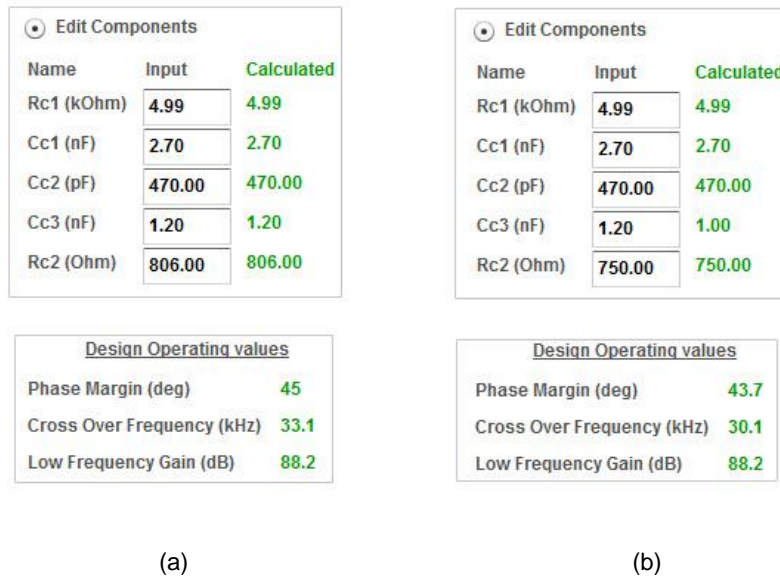 Edit Components
Name Input Calculated
Rc1 (kOhm) 4.99 4.99
Cc1 (nF) 2.70 2.70
Cc2 (pF) 470.00 470.00
Cc3 (nF) 1.20 1.20
Rc2 (Ohm) 806.00 806.00
Design Operating values
Phase Margin (deg) 45
Cross Over Frequency (kHz) 33.1
Low Frequency Gain (dB) 88.2
(a)
Edit Components
Name Input Calculated
Rc1 (kOhm) 4.99 4.99
Cc1 (nF) 2.70 2.70
Cc2 (pF) 470.00 470.00
Cc3 (nF) 1.20 1.00
Rc2 (Ohm) 750.00 750.00
Design Operating values
Phase Margin (deg) 43.7
Cross Over Frequency (kHz) 30.1
Low Frequency Gain (dB) 88.2
(b)